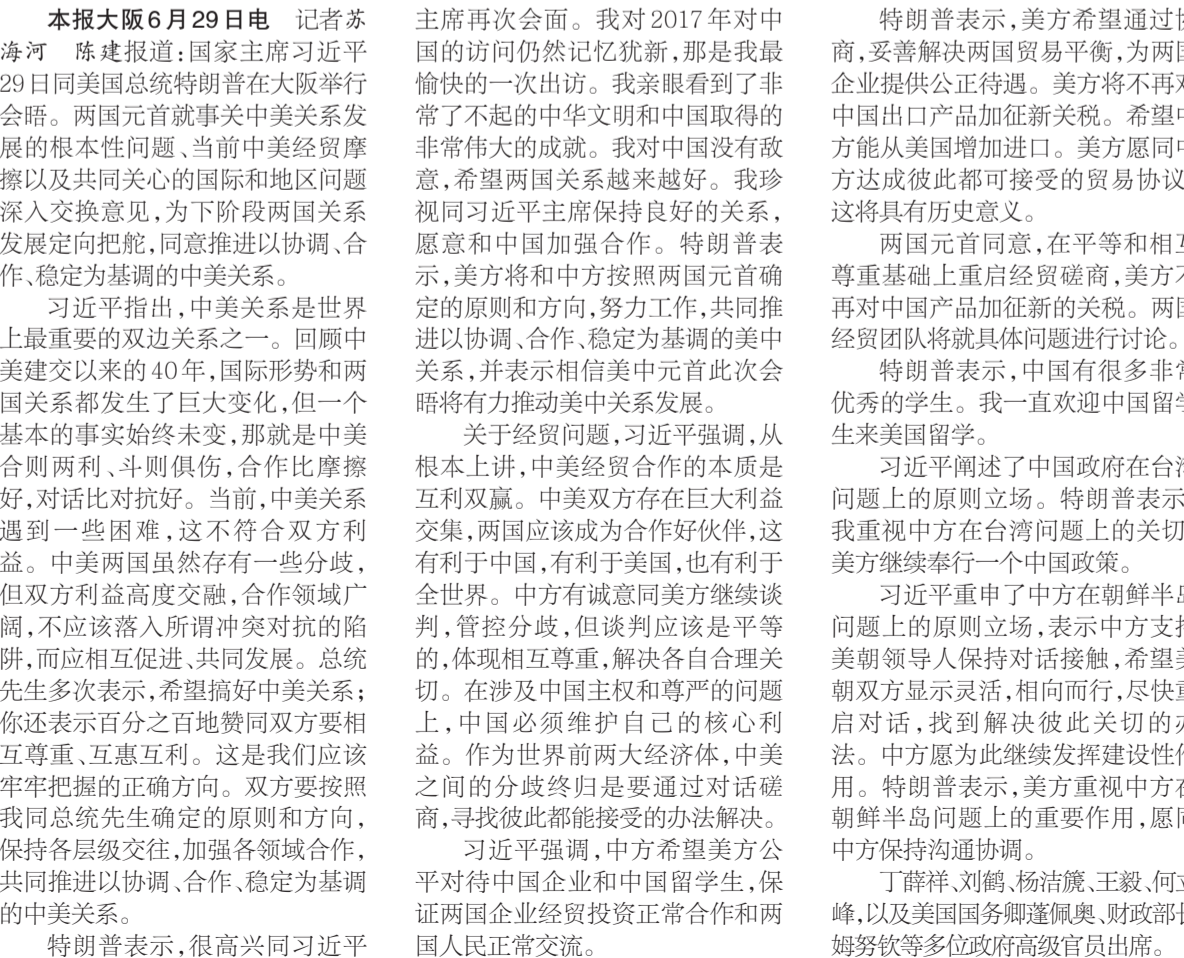 本报大阪6月29日电 记者苏
海河 陈建报道:国家主席习近平
29日同美国总统特朗普在大阪举行
会晤。两国元首就事关中美关系发
展的根本性问题、当前中美经贸摩
擦以及共同关心的国际和地区问题
深入交换意见,为下阶段两国关系
发展定向把舵,同意推进以协调、合
作、稳定为基调的中美关系。
习近平指出,中美关系是世界
上最重要的双边关系之一。回顾中
美建交以来的40年,国际形势和两
国关系都发生了巨大变化,但一个
基本的事实始终未变,那就是中美
合则两利、斗则俱伤,合作比摩擦
好,对话比对抗好。当前,中美关系
遇到一些困难,这不符合双方利
益。中美两国虽然存有一些分歧,
但双方利益高度交融,合作领域广
阔,不应该落入所谓冲突对抗的陷
阱,而应相互促进、共同发展。总统
先生多次表示,希望搞好中美关系;
你还表示百分之百地赞同双方要相
互尊重、互惠互利。这是我们应该
牢牢把握的正确方向。双方要按照
我同总统先生确定的原则和方向,
保持各层级交往,加强各领域合作,
共同推进以协调、合作、稳定为基调
的中美关系。
特朗普表示,很高兴同习近平
主席再次会面。我对2017年对中
国的访问仍然记忆犹新,那是我最
愉快的一次出访。我亲眼看到了非
常了不起的中华文明和中国取得的
非常伟大的成就。我对中国没有敌
意,希望两国关系越来越好。我珍
视同习近平主席保持良好的关系,
愿意和中国加强合作。特朗普表
示,美方将和中方按照两国元首确
定的原则和方向,努力工作,共同推
进以协调、合作、稳定为基调的美中
关系,并表示相信美中元首此次会
晤将有力推动美中关系发展。
关于经贸问题,习近平强调,从
根本上讲,中美经贸合作的本质是
互利双赢。中美双方存在巨大利益
交集,两国应该成为合作好伙伴,这
有利于中国,有利于美国,也有利于
全世界。中方有诚意同美方继续谈
判,管控分歧,但谈判应该是平等
的,体现相互尊重,解决各自合理关
切。在涉及中国主权和尊严的问题
上,中国必须维护自己的核心利
益。作为世界前两大经济体,中美
之间的分歧终归是要通过对话磋
商,寻找彼此都能接受的办法解决。
习近平强调,中方希望美方公
平对待中国企业和中国留学生,保
证两国企业经贸投资正常合作和两
国人民正常交流。
特朗普表示,美方希望通过协
商,妥善解决两国贸易平衡,为两国
企业提供公正待遇。美方将不再对
中国出口产品加征新关税。希望中
方能从美国增加进口。美方愿同中
方达成彼此都可接受的贸易协议
这将具有历史意义。
两国元首同意,在平等和相互
尊重基础上重启经贸磋商,美方不
再对中国产品加征新的关税。两国
经贸团队将就具体问题进行讨论。
特朗普表示,中国有很多非常
优秀的学生。我一直欢迎中国留学
生来美国留学。
习近平阐述了中国政府在台湾
问题上的原则立场。特朗普表示
我重视中方在台湾问题上的关切
美方继续奉行一个中国政策。
习近平重申了中方在朝鲜半岛
问题上的原则立场,表示中方支持
美朝领导人保持对话接触,希望美
朝双方显示灵活,相向而行,尽快重
启对话,找到解决彼此关切的办
法。中方愿为此继续发挥建设性作
用。特朗普表示,美方重视中方在
朝鲜半岛问题上的重要作用,愿同
中方保持沟通协调。
丁薛祥、刘鹤、杨洁篪、王毅、何立
峰,以及美国国务卿蓬佩奥、财政部长
姆努钦等多位政府高级官员出席。